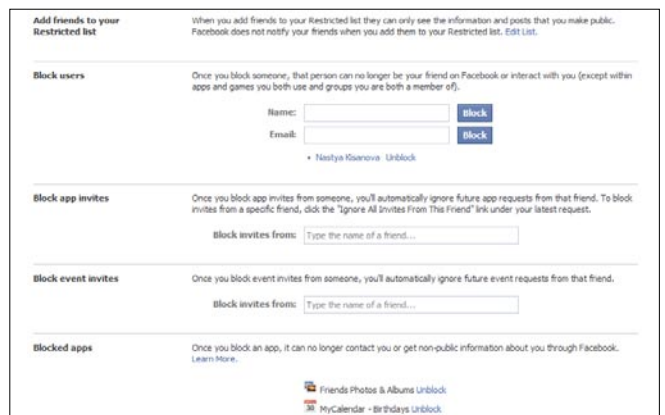 Add friends to your
Restricted list
When you add friends to your Restricted list they can only see the information and posts that you make public.
Facebook does not notify your friends when you add them to your Restricted list. Edit List.
Block users
Once you block someone, that person can no longer be your friend on Facebook or interact with you (except within
apps and games you both use and groups you are both a member of).
Name:
Block
Email:
Block
• Nastya Kisanova Unblock
Block app invites
Once you block app invites from someone, you'll automatically ignore future app requests from that friend. To block
invites from a specific friend, click the "Ignore All Invites From This Friend" link under your latest request.
Block invites from: Type the name of a friend...
Block event invites
Once you block event invites from someone, you'll automatically ignore future event requests from that friend.
Block invites from: Type the name of a friend...
Blocked apps
Once you block an app, it can no longer contact you or get non-public information about you through Facebook.
Learn More.
Friends Photos & Albums Unblock
MyCalendar - Birthdays Unblock